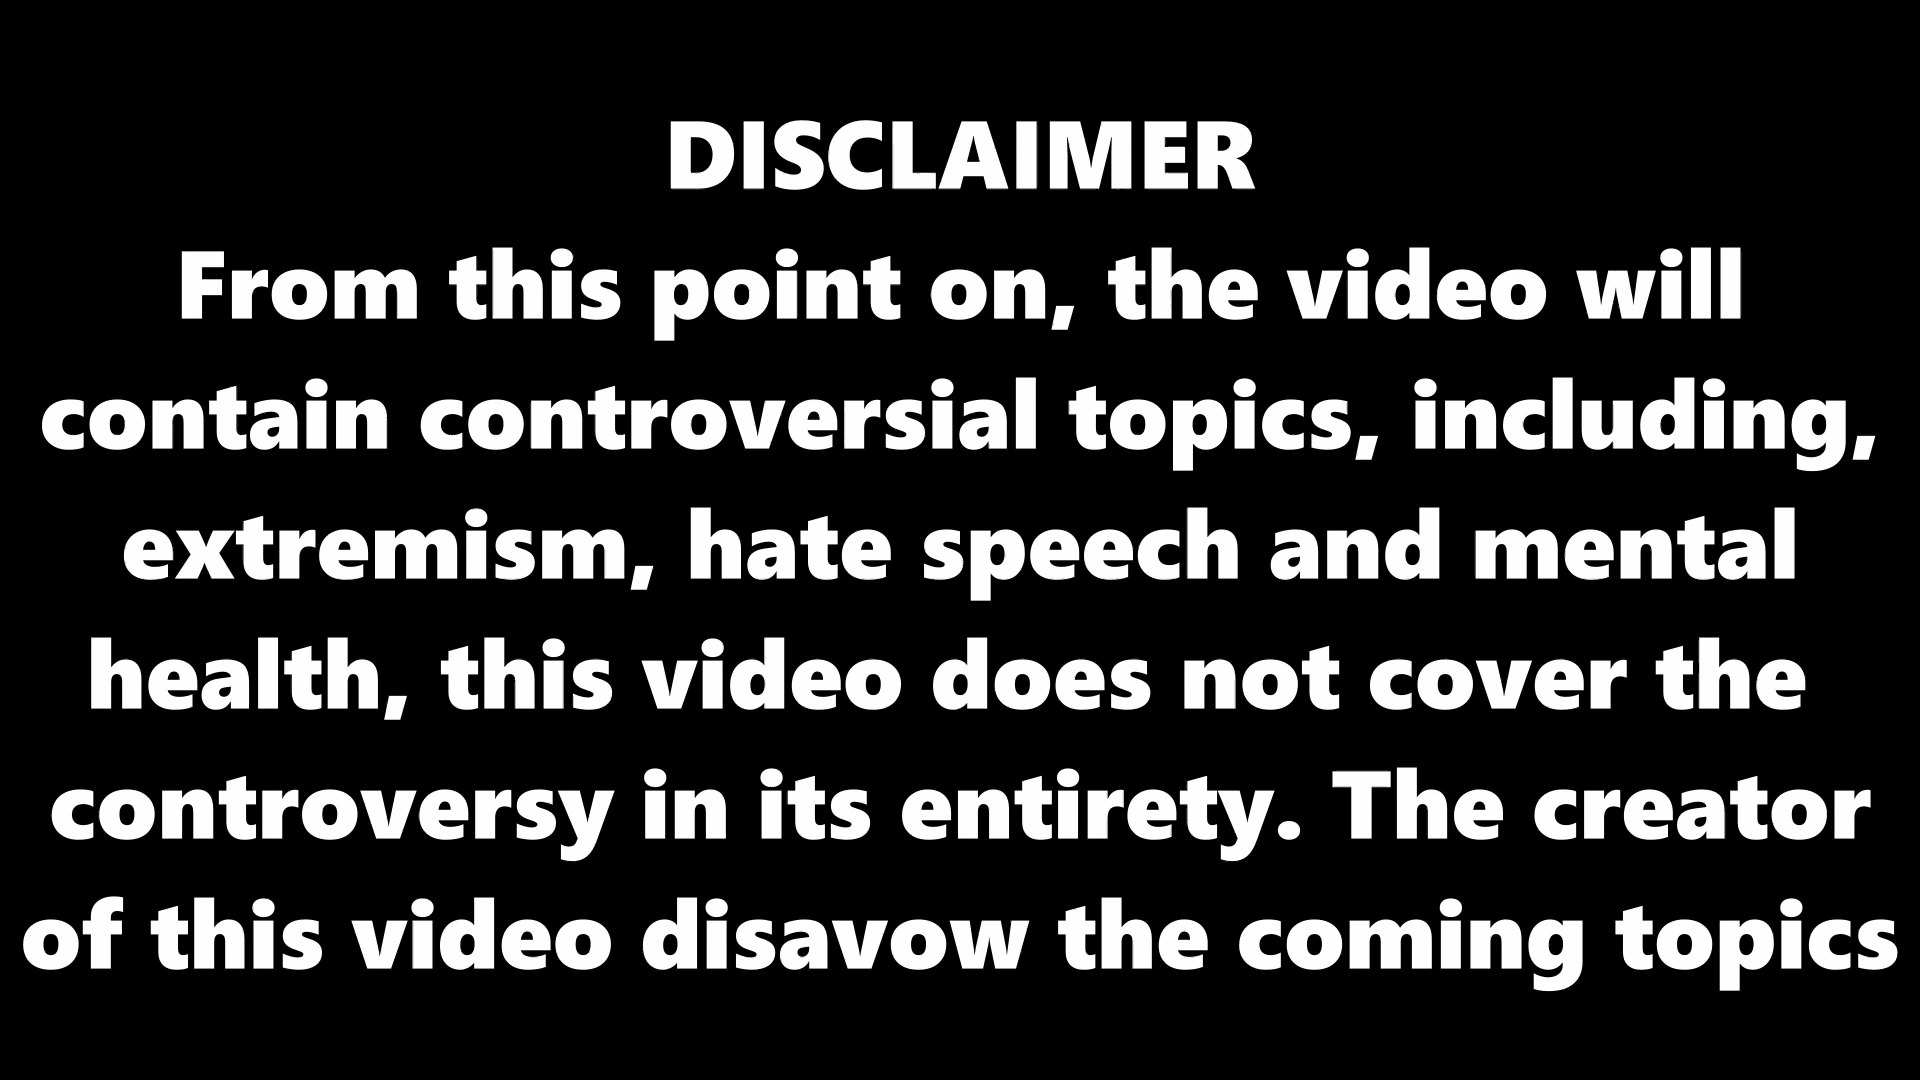 DISCLAIMER
From this point on, the video will
contain controversial topics, including,
extremism, hate speech and mental
health, this video does not cover the
controversy in its entirety. The creator
of this video disavow the coming topics